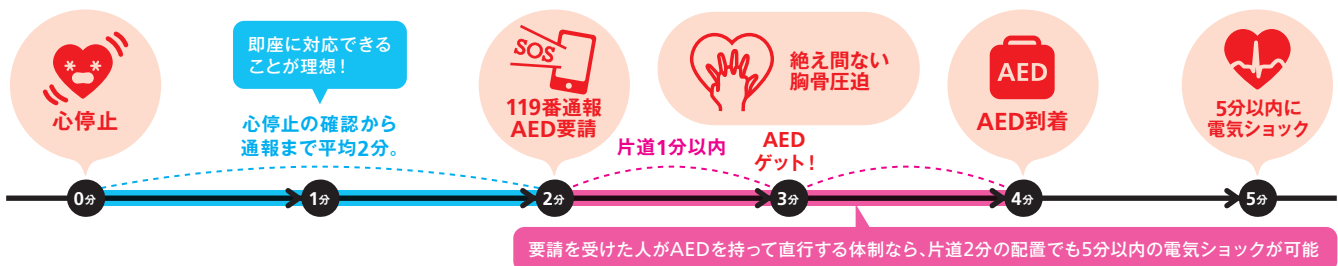 心停止
即座に対応できる
ことが理想！
心停止の確認から
通報まで平均2分。
SOS
119番通報
AED要請
片道1分以内
絶え間ない
胸骨圧迫
AED
ゲット！
AED
AED到着
5分以内に
電気ショック
0分
1分
2分
3分
4分
5分
要請を受けた人がAEDを持って直行する体制なら、片道2分の配置でも5分以内の電気ショックが可能